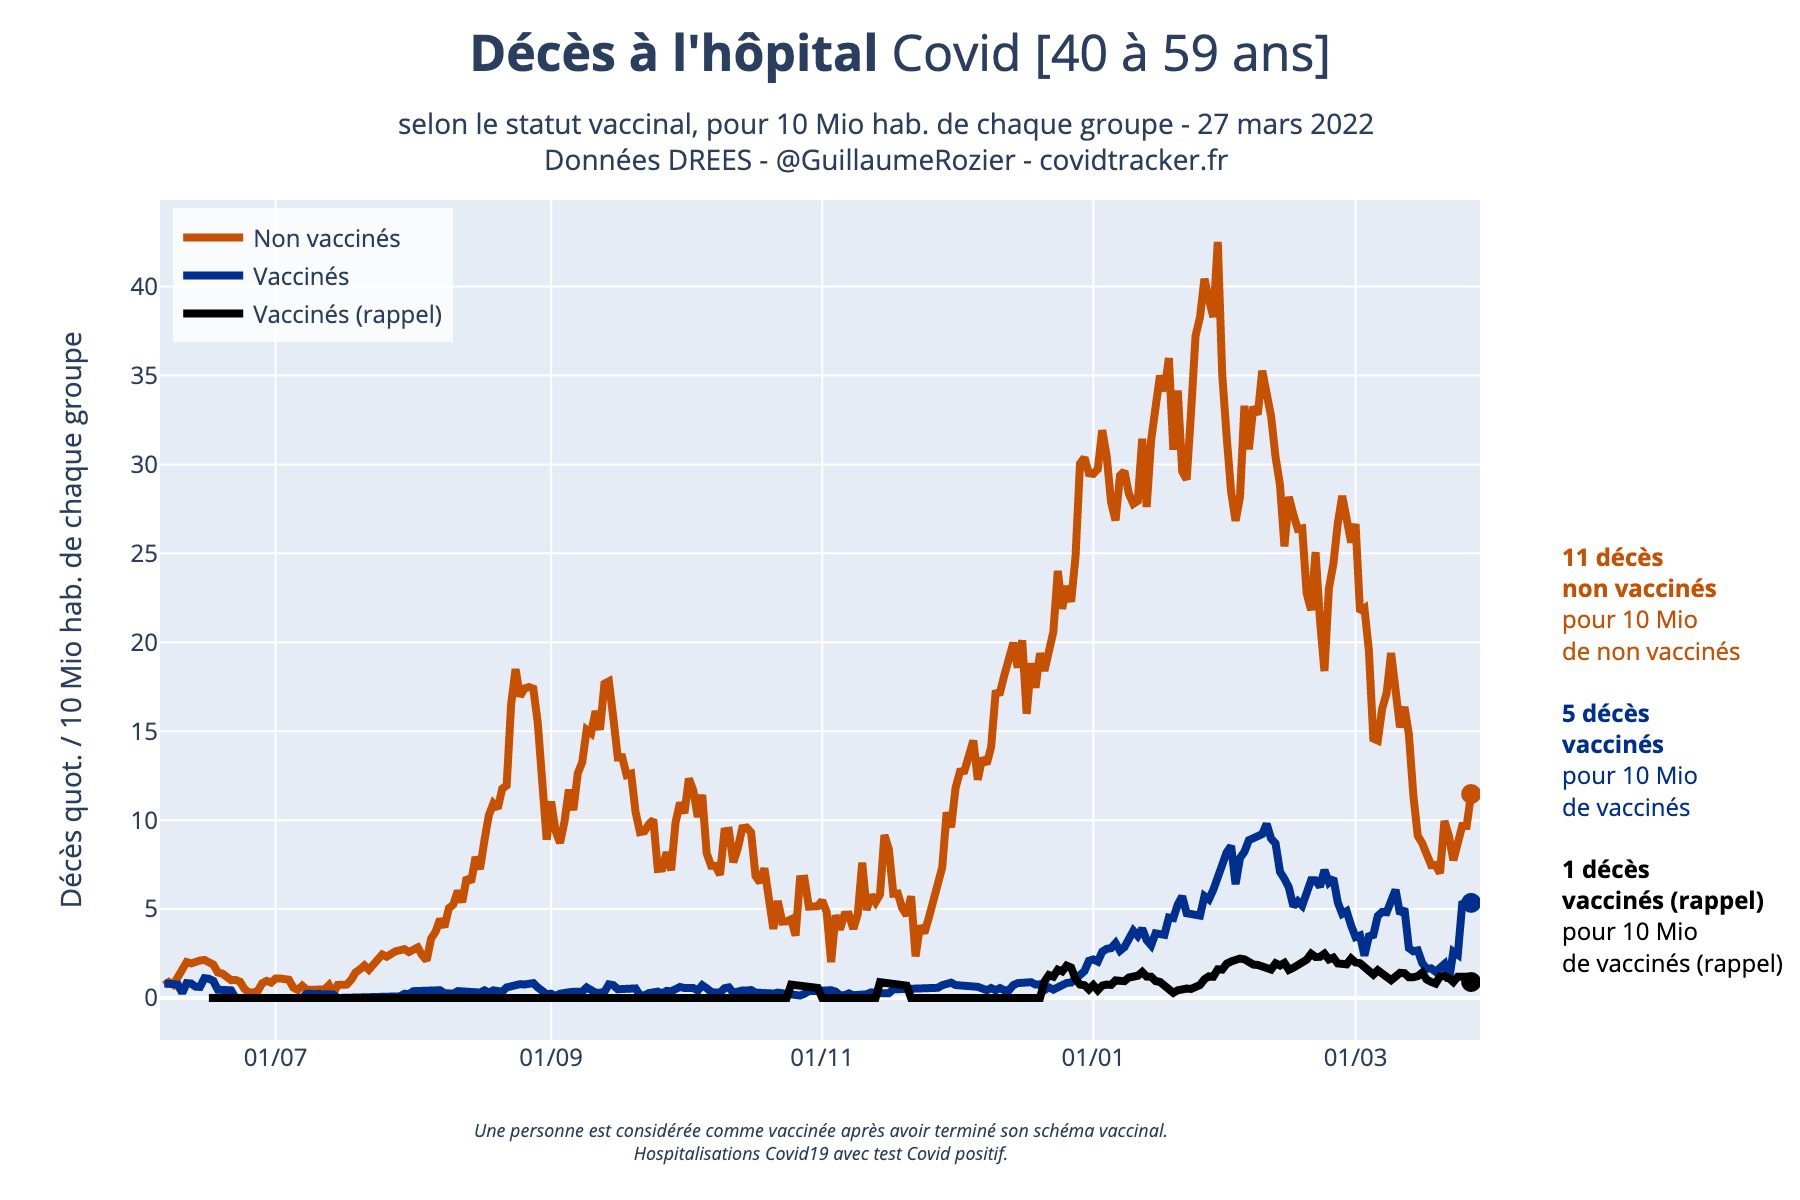 Décès à l'hôpital Covid [40 à 59 ans]
selon le statut vaccinal, pour 10 Mio hab. de chaque groupe - 27 mars 2022
Données DREES - @GuillaumeRozier - covidtracker.fr
Non vaccinés
Vaccinés
Vaccinés (rappel)
Décès quot. / 10 Mio hab. de chaque groupe
40
35
30
25
20
15
10
5
0
01/07
01/09
01/11
01/01
01/03
11 décès
non vaccinés
pour 10 Mio
de non vaccinés
5 décès
vaccinés
pour 10 Mio
de vaccinés
1 décès
vaccinés (rappel)
pour 10 Mio
de vaccinés (rappel)
Une personne est considérée comme vaccinée après avoir terminé son schéma vaccinal.
Hospitalisations Covid19 avec test Covid positif.